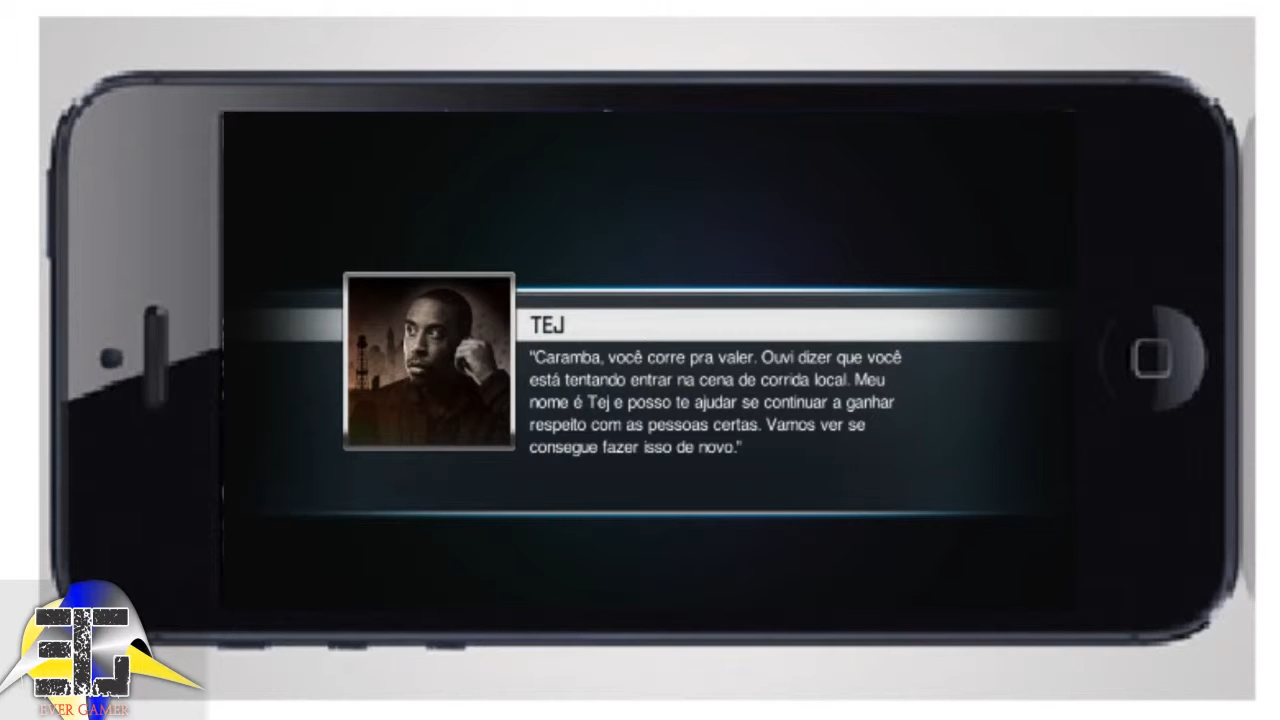 TEJ
"Caramba, você corre pra valer. Ouvi dizer que você
está tentando entrar na cena de corrida local. Meu
nome é Tej e posso te ajudar se continuar a ganhar
respeito com as pessoas certas. Vamos ver se
consegue fazer isso de novo."
EG
EVER GAMER